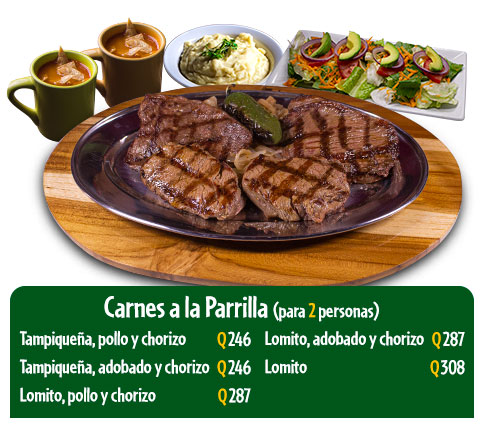 Carnes a la Parrilla (para 2 personas)
Tampiqueña, pollo y chorizo Q246
Tampiqueña, adobado y chorizo Q246
Lomito, pollo y chorizo Q287
Lomito, adobado y chorizo Q287
Lomito Q308